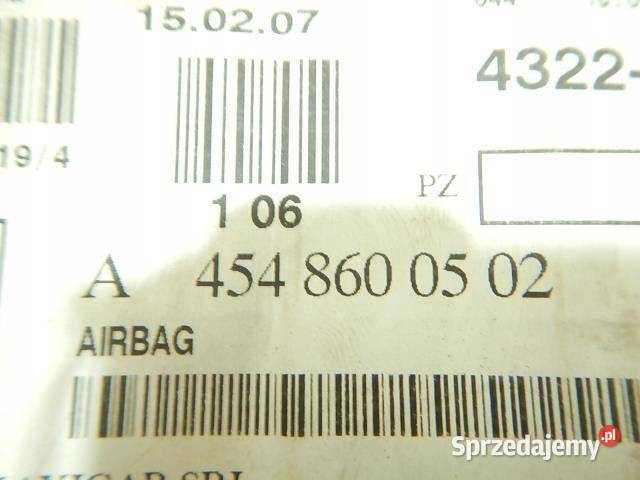 15.02.07
4322-
19/4
PZ
1 06
A 454 860 05 02
AIRBAG
Sprzedajemy.pl